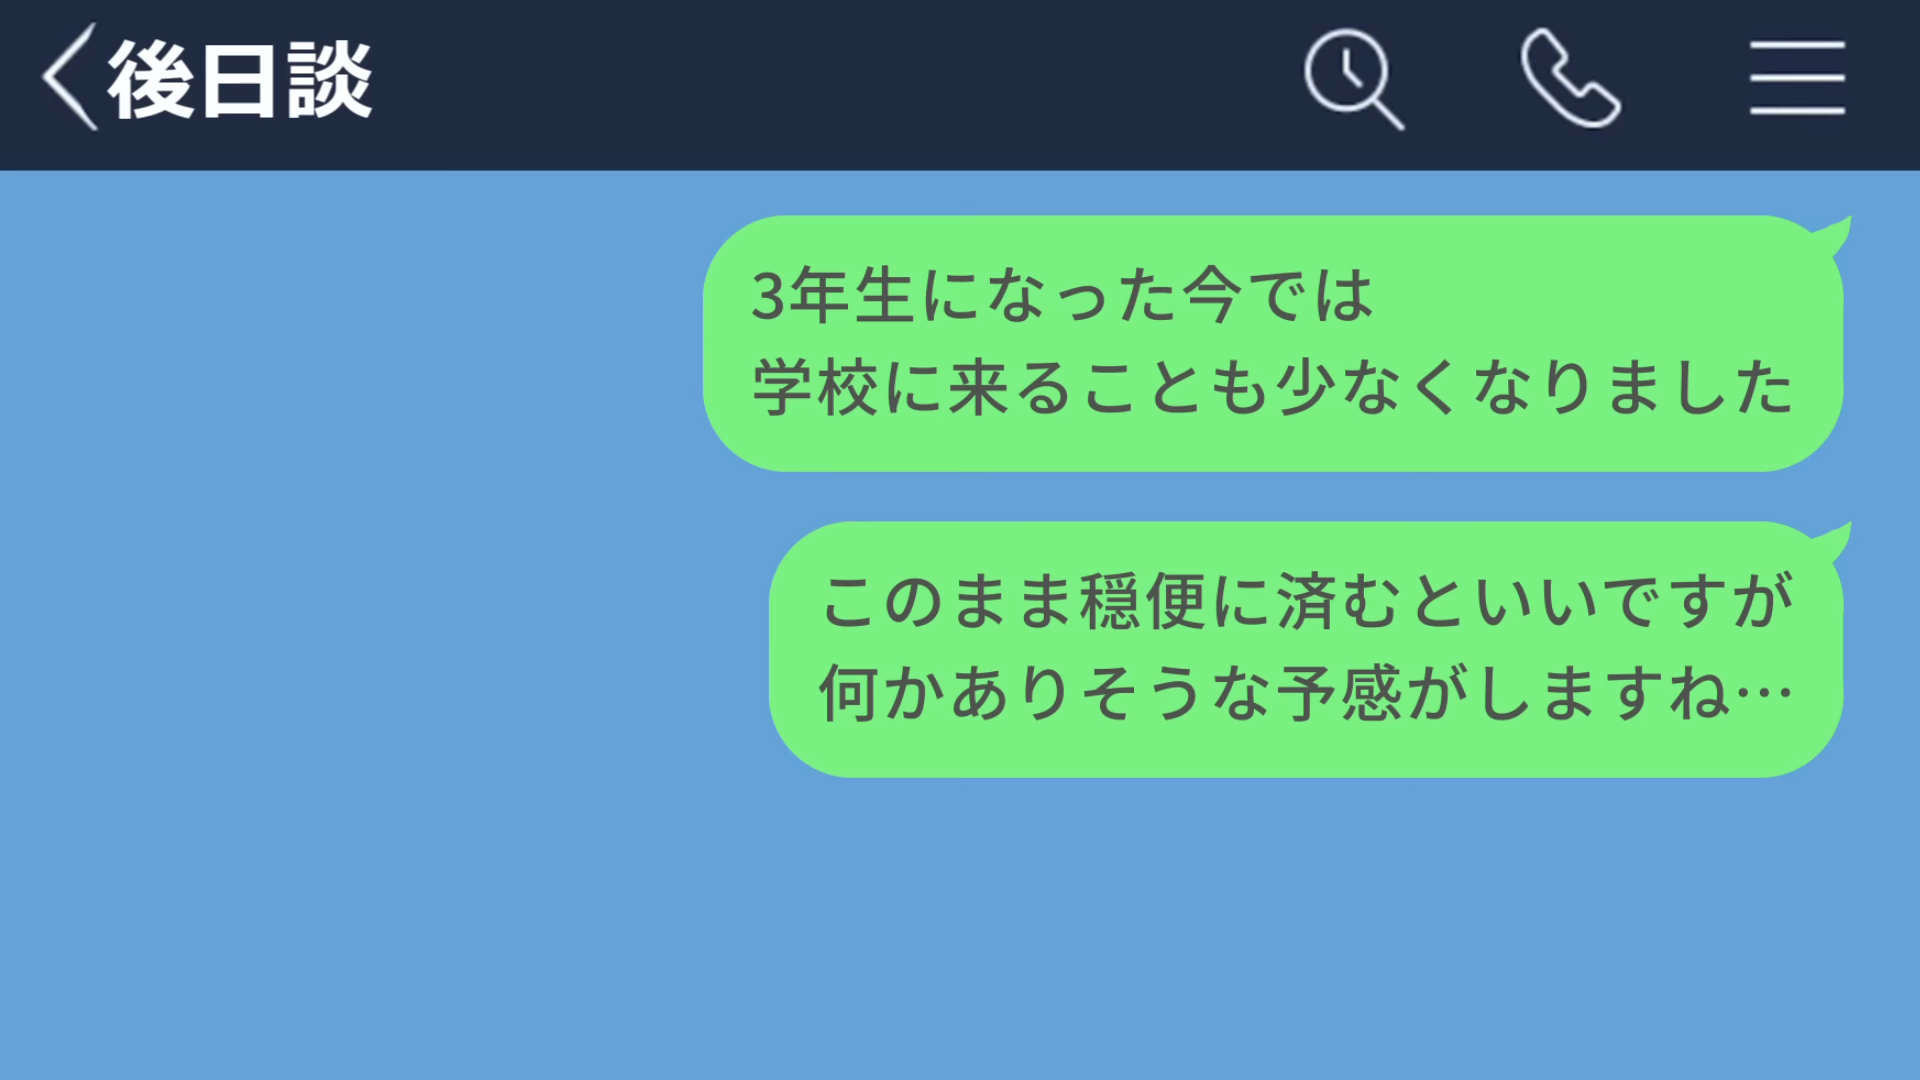 後日談
3年生になった今では
学校に来ることも少なくなりました
このまま穏便に済むといいですが
何かありそうな予感がしますね…